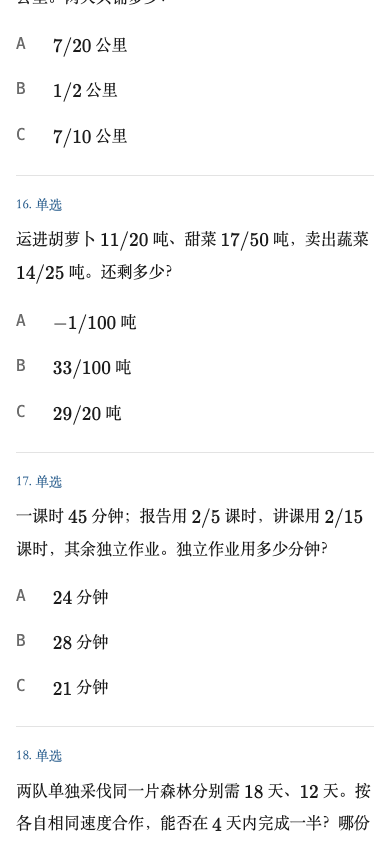 A 7/20 公里
B 1/2 公里
C 7/10 公里
16. 单选
运进胡萝卜 11/20 吨、甜菜 17/50 吨，卖出蔬菜
14/25 吨。还剩多少？
A −1/100 吨
B 33/100 吨
C 29/20 吨
17. 单选
一课时 45 分钟；报告用 2/5 课时，讲课用 2/15
课时，其余独立作业。独立作业用多少分钟？
A 24 分钟
B 28 分钟
C 21 分钟
18. 单选
两队单独采伐同一片森林分别需 18 天、12 天。按
各自相同速度合作，能否在 4 天内完成一半？哪份